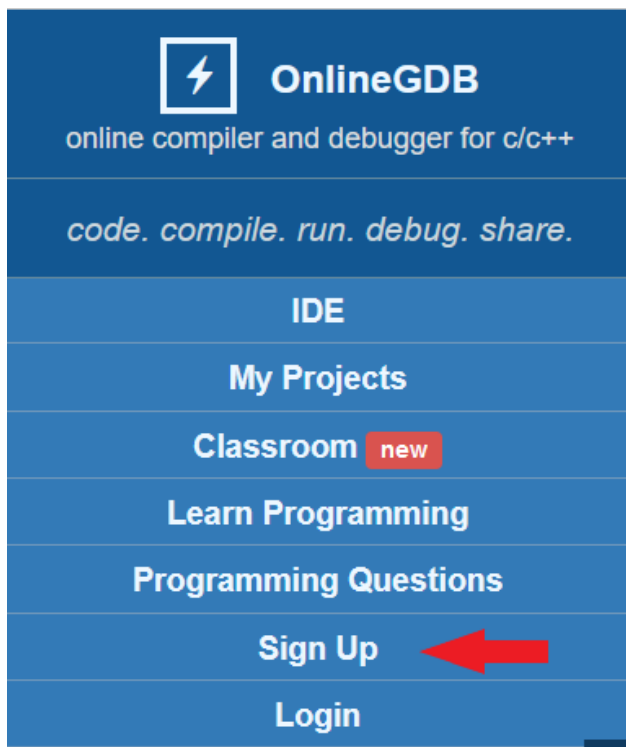 OnlineGDB
online compiler and debugger for c/c++
code. compile. run. debug. share.
IDE
My Projects
Classroom new
Learn Programming
Programming Questions
Sign Up
Login